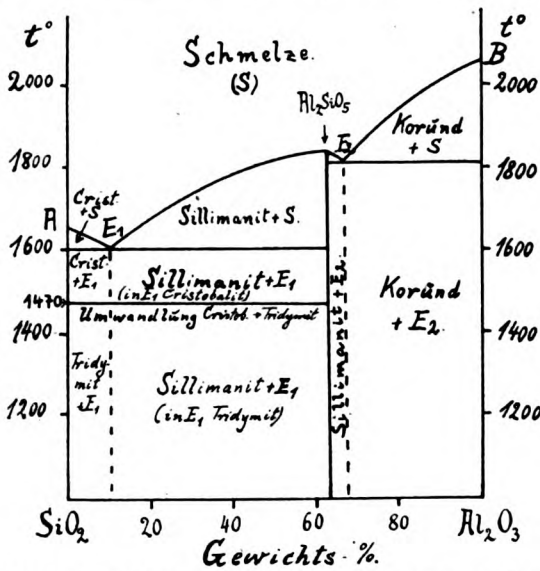 t° t°
Schmelze.
(S)
B
2000 2000
Al₂SiO₅
Korund
+ S
E₂
1800 1800
A
Crist.
+S
E₁
Sillimanit + S.
1600 1600
Crist.
+E₁
Sillimanit+E₁
(in E₁ Cristobalit)
1470
Umwandlung Cristob.→Tridymit
1400 1400
Korund
+ E₂
Sillimanit + E₂
Tridy
mit
+E₁
Sillimanit+E₁
(in E₁ Tridymit)
1200 1200
SiO₂ 20 40 60 80 Al₂O₃
Gewichts-%.